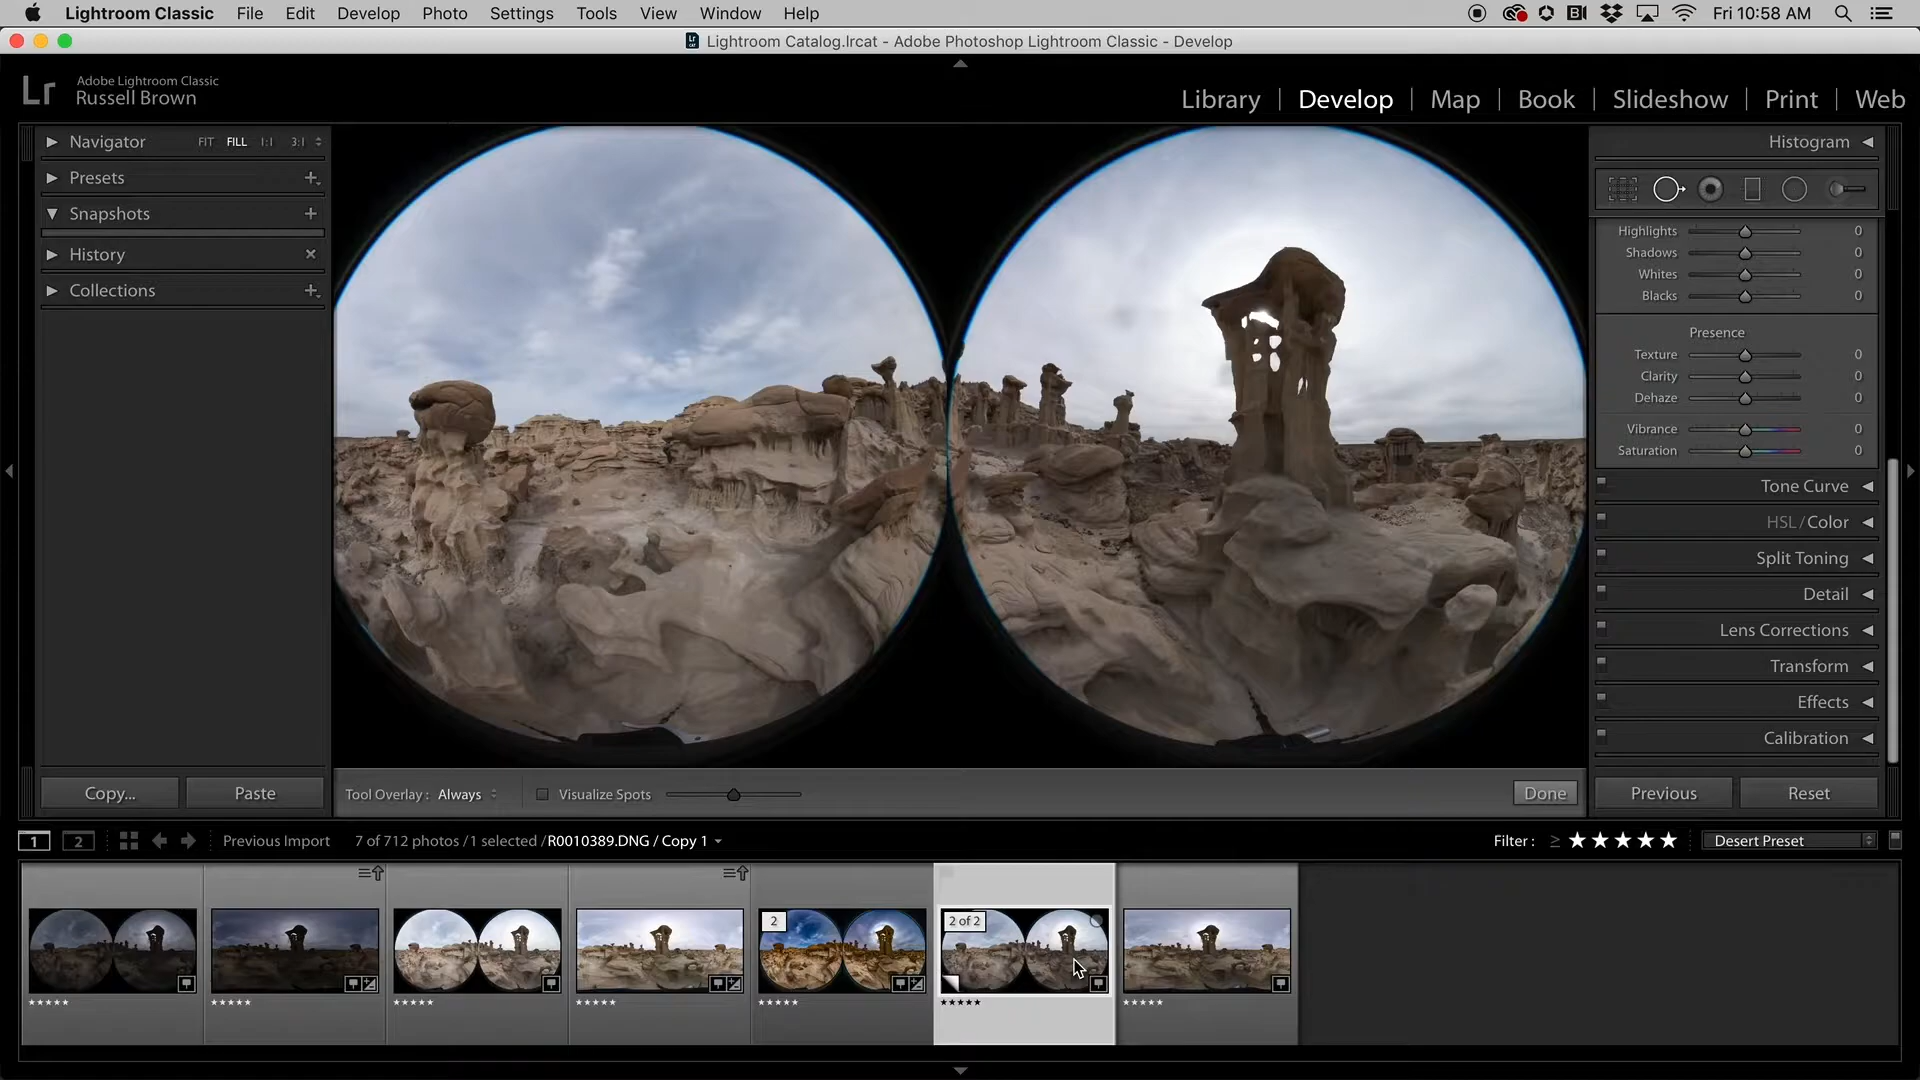 Lightroom Classic File Edit Develop Photo Settings Tools View Window Help Fri 10:58 AM
Lightroom Catalog.lrcat - Adobe Photoshop Lightroom Classic - Develop
Lr Adobe Lightroom Classic
Russell Brown
Library | Develop | Map | Book | Slideshow | Print | Web
Navigator FIT FILL 1:1 3:1
Presets
Snapshots
History
Collections
Histogram
Highlights 0
Shadows 0
Whites 0
Blacks 0
Presence
Texture 0
Clarity 0
Dehaze 0
Vibrance 0
Saturation 0
Tone Curve
HSL / Color
Split Toning
Detail
Lens Corrections
Transform
Effects
Calibration
Copy... Paste
Tool Overlay : Always Visualize Spots Done
Previous Reset
1 2 Previous Import 7 of 712 photos / 1 selected / R0010389.DNG / Copy 1 Filter : Desert Preset
2
2 of 2